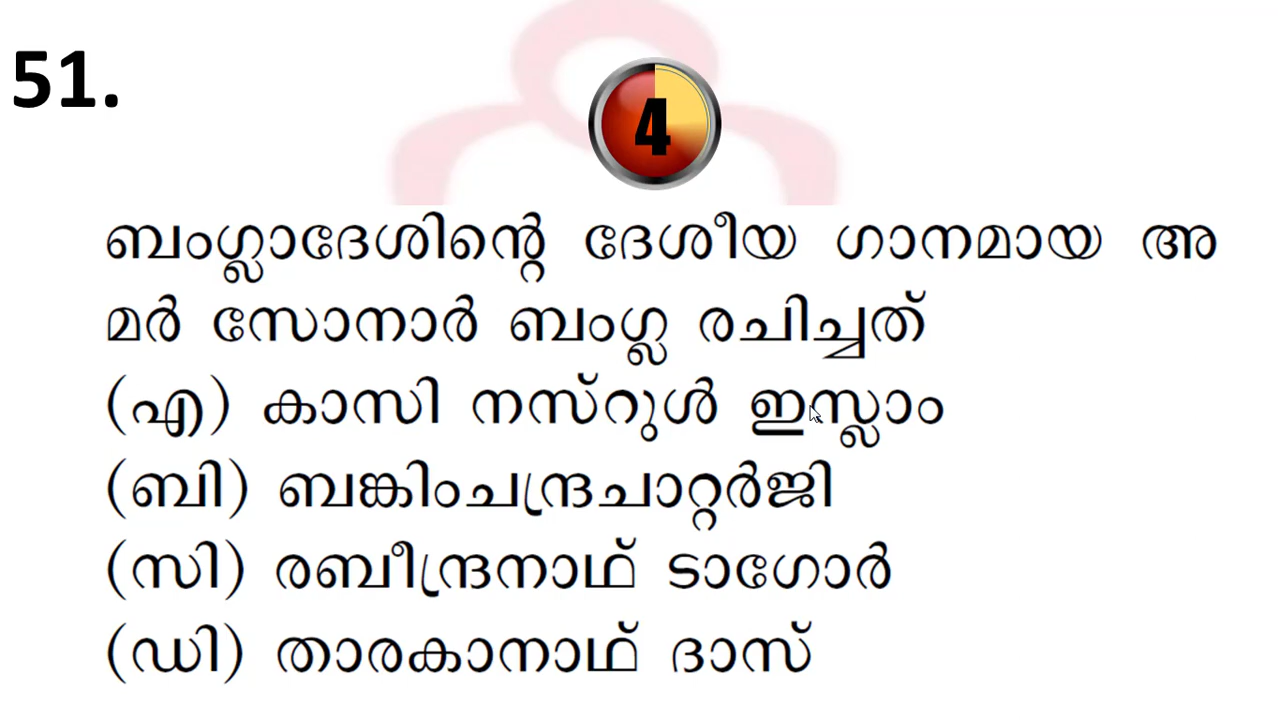 51.
4
ബംഗ്ലാദേശിന്റെ ദേശീയ ഗാനമായ അ
മർ സോനാർ ബംഗ്ല രചിച്ചത്
(എ) കാസി നസ്റുൾ ഇസ്ലാം
(ബി) ബങ്കിംചന്ദ്രചാറ്റർജി
(സി) രബീന്ദ്രനാഥ് ടാഗോർ
(ഡി) താരകാനാഥ് ദാസ്